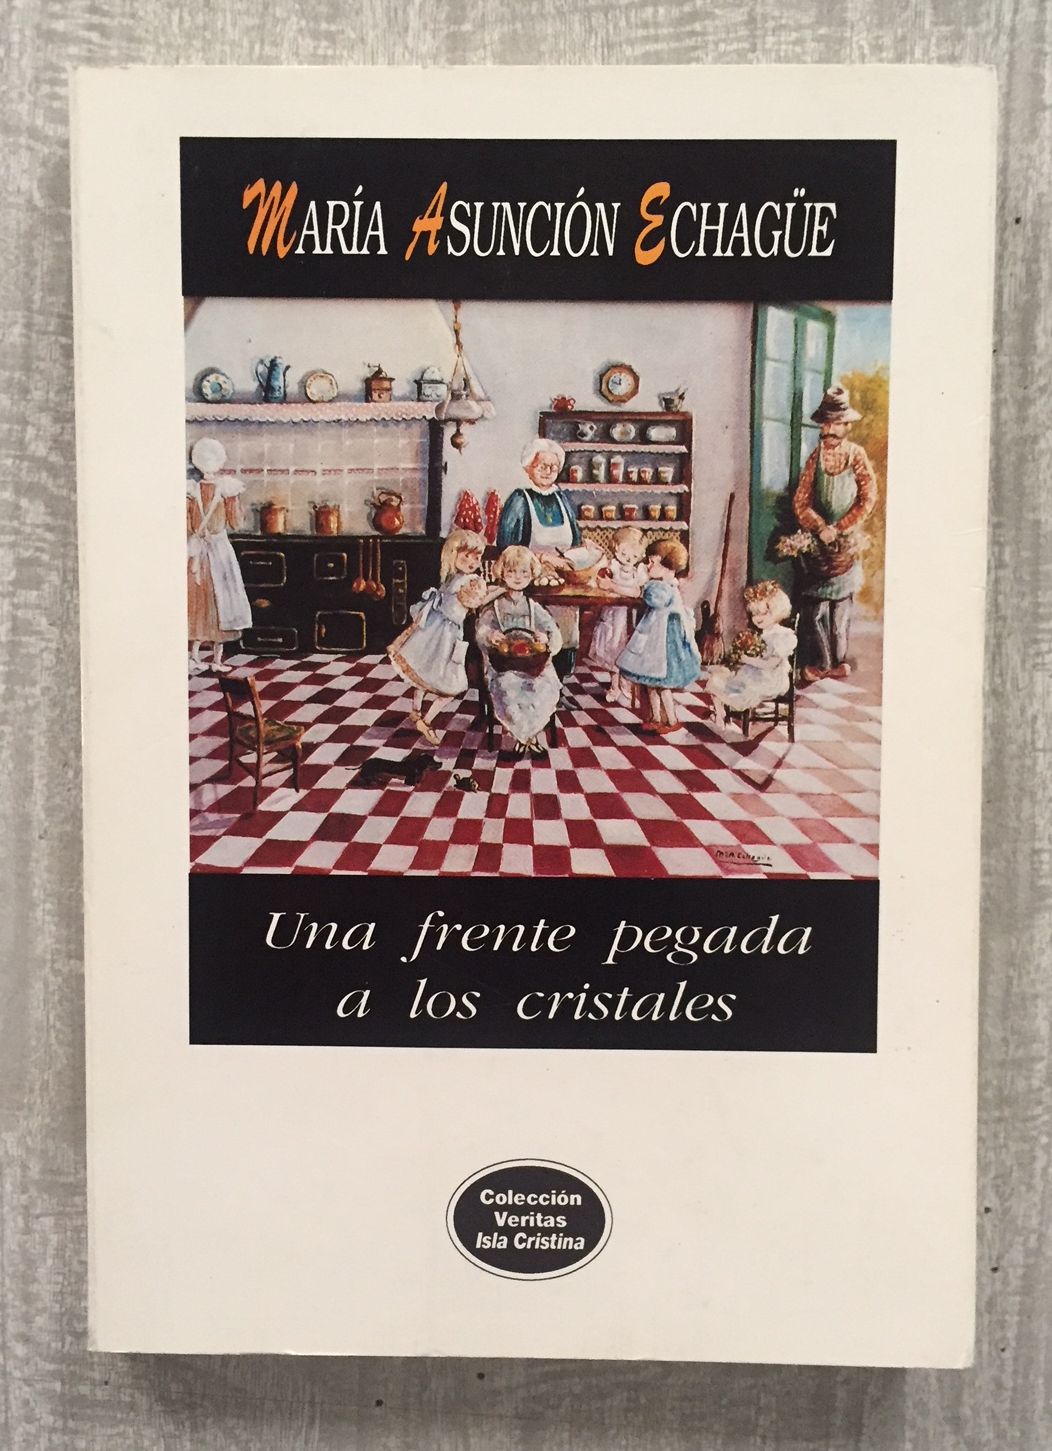 MARÍA ASUNCIÓN ECHAGÜE
Una frente pegada
a los cristales
Colección
Veritas
Isla Cristina